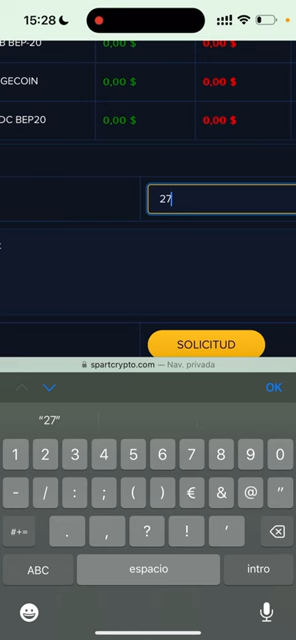 15:28
B BEP-20
0,00 $
0,00 $
GECOIN
0,00 $
0,00 $
DC BEP20
0,00 $
0,00 $
27
SOLICITUD
spartcrypto.com — Nav. privada
OK
“27”
1 2 3 4 5 6 7 8 9 0
- / : ; ( ) € & @ "
#+= . , ? ! '
ABC espacio intro